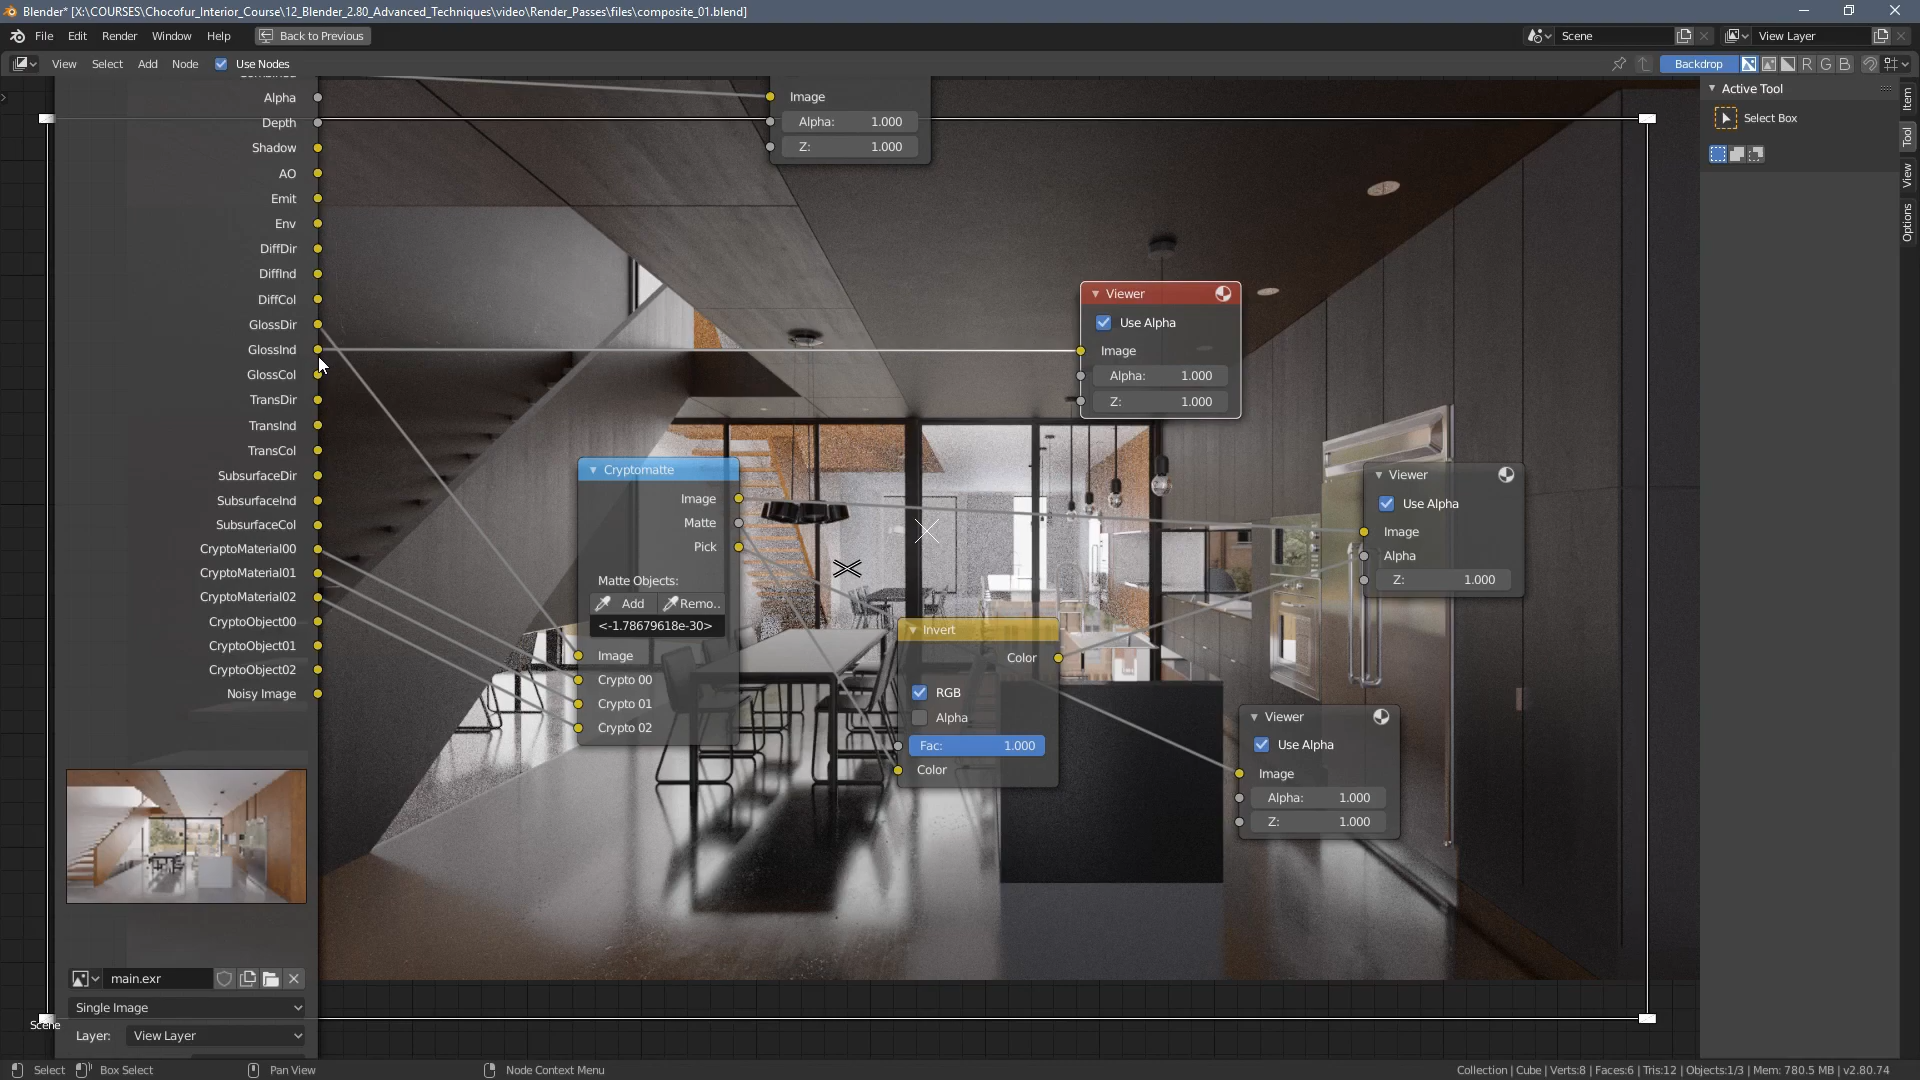 Blender* [X:\COURSES\Chocofur_Interior_Course\12_Blender_2.80_Advanced_Techniques\video\Render_Passes\files\composite_01.blend]
File Edit Render Window Help Back to Previous Scene View Layer
View Select Add Node Use Nodes Backdrop R G B
Active Tool
Select Box
Item
Tool
View
Options
Combined
Alpha
Depth
Shadow
AO
Emit
Env
DiffDir
DiffInd
DiffCol
GlossDir
GlossInd
GlossCol
TransDir
TransInd
TransCol
SubsurfaceDir
SubsurfaceInd
SubsurfaceCol
CryptoMaterial00
CryptoMaterial01
CryptoMaterial02
CryptoObject00
CryptoObject01
CryptoObject02
Noisy Image
main.exr
Single Image
Scene
Layer: View Layer
Image
Alpha: 1.000
Z: 1.000
Viewer
Use Alpha
Image
Alpha: 1.000
Z: 1.000
Cryptomatte
Image
Matte
Pick
Matte Objects:
Add Remo..
<-1.78679618e-30>
Image
Crypto 00
Crypto 01
Crypto 02
Viewer
Use Alpha
Image
Alpha
Z: 1.000
Invert
Color
RGB
Alpha
Fac: 1.000
Color
Viewer
Use Alpha
Image
Alpha: 1.000
Z: 1.000
Select Box Select Pan View Node Context Menu Collection | Cube | Verts:8 | Faces:6 | Tris:12 | Objects:1/3 | Mem: 780.5 MB | v2.80.74